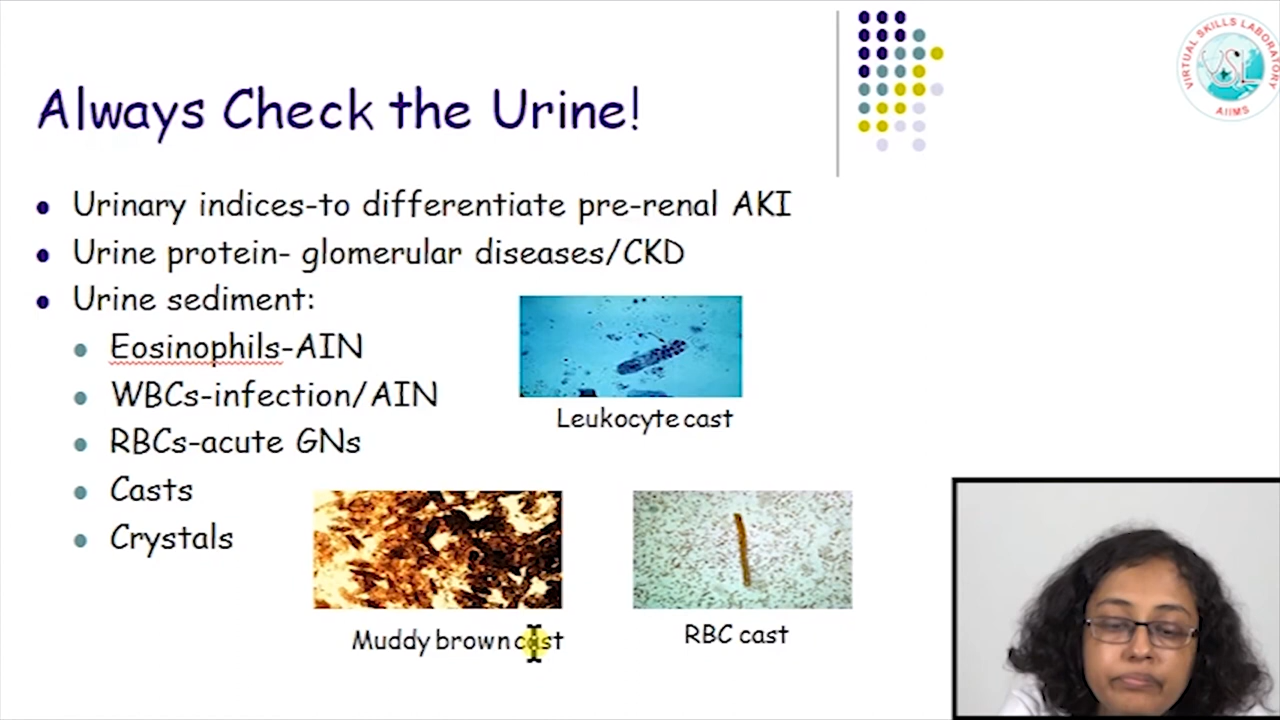 Always Check the Urine!
Urinary indices-to differentiate pre-renal AKI
Urine protein- glomerular diseases/CKD
Urine sediment:
Eosinophils-AIN
WBCs-infection/AIN
RBCs-acute GNs
Casts
Crystals
Leukocyte cast
Muddy brown cast
RBC cast
VIRTUAL SKILLS LABORATORY
VSL
AIIMS